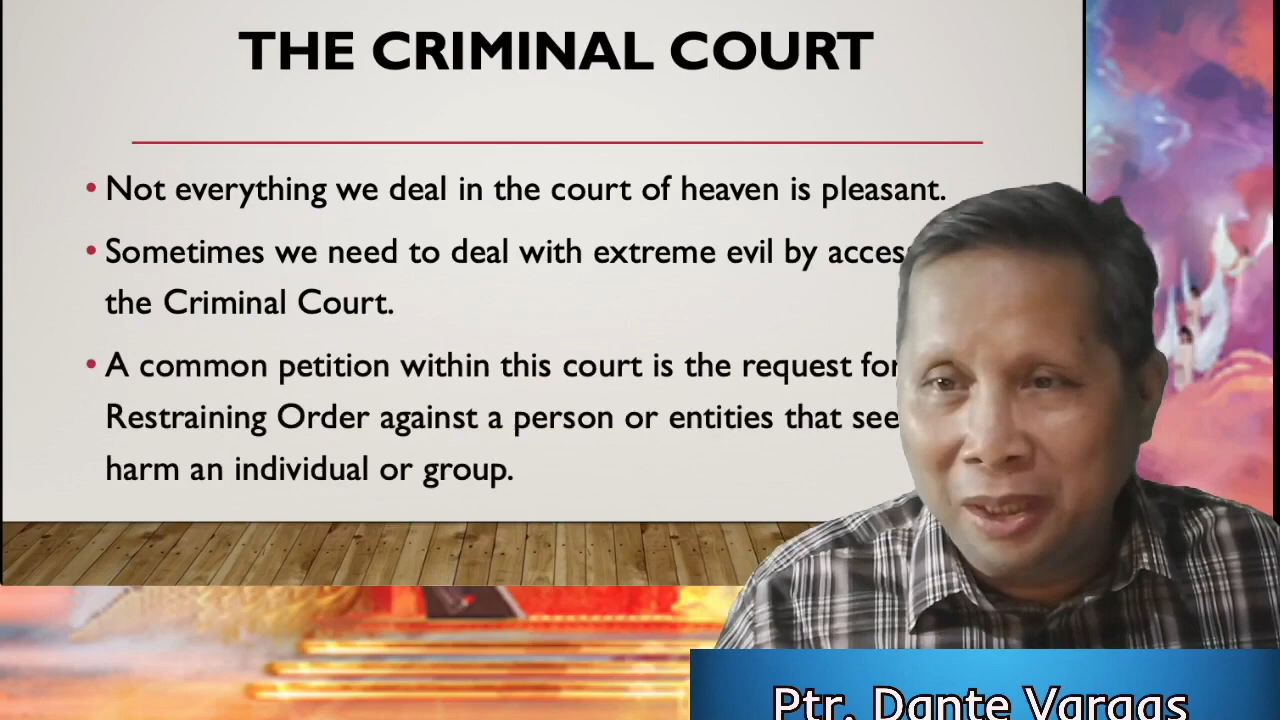 THE CRIMINAL COURT
• Not everything we deal in the court of heaven is pleasant.
• Sometimes we need to deal with extreme evil by
the Criminal Court.
• A common petition within this court is the request for
Restraining Order against a person or entities that
harm an individual or group.
Ptr. Dante Vargas